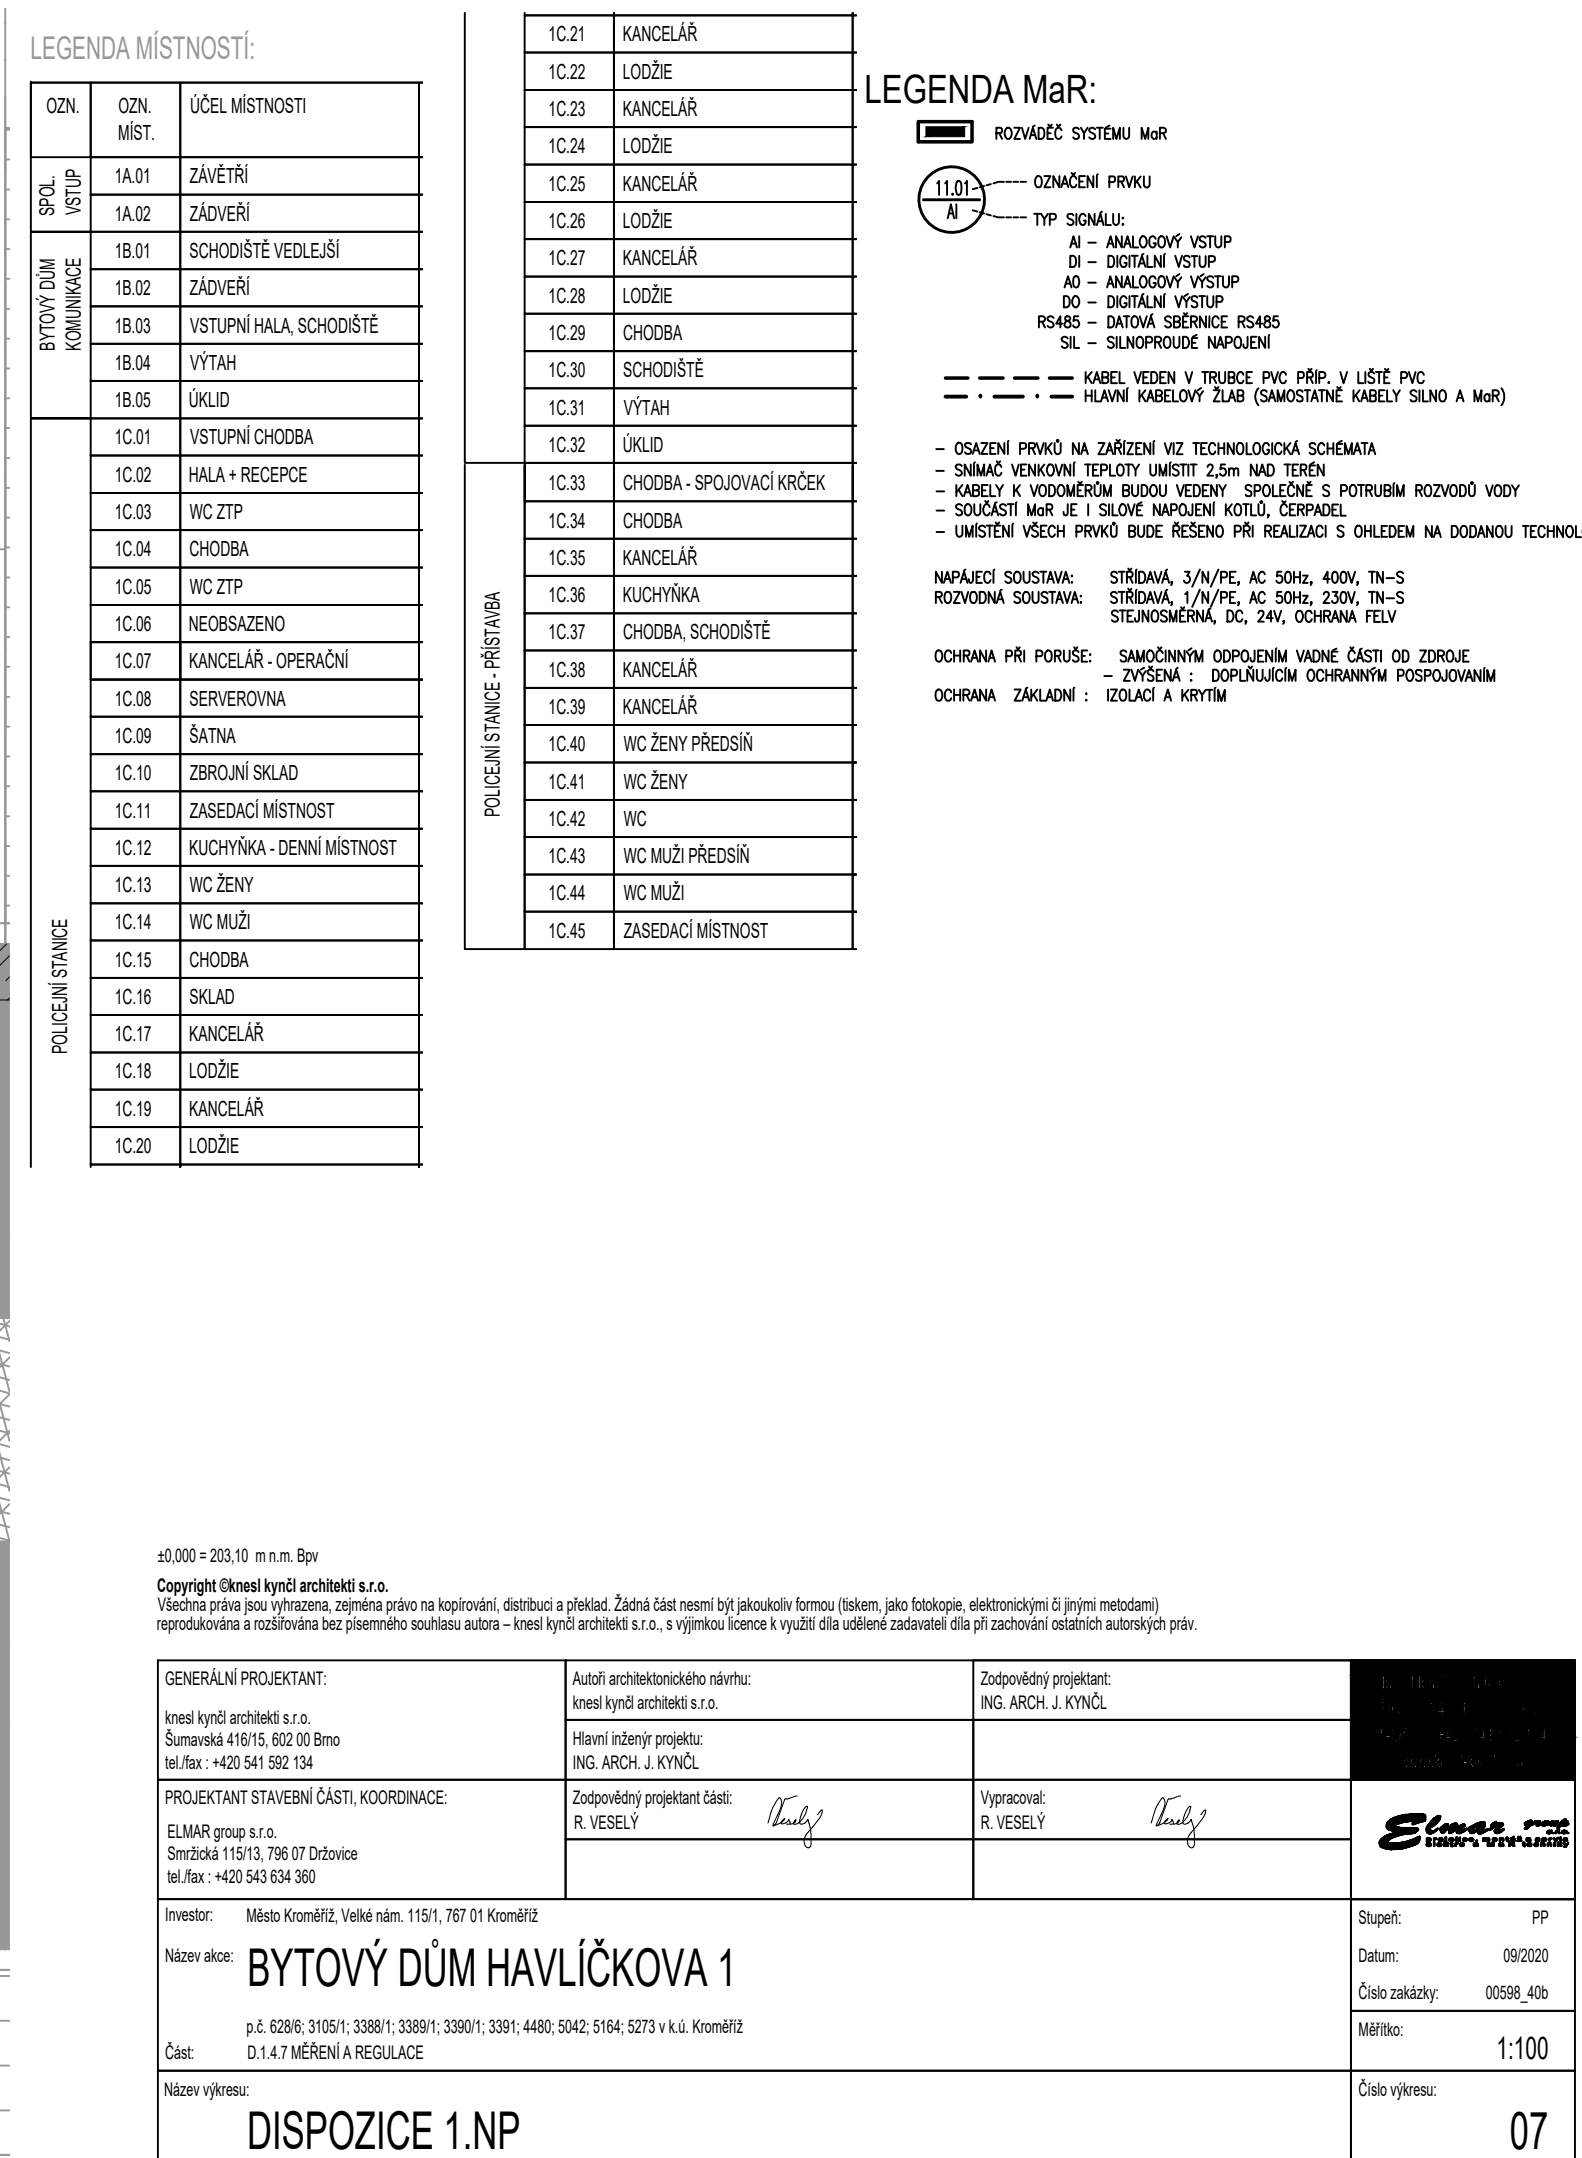 LEGENDA MÍSTNOSTÍ:
OZN. OZN. MÍST. ÚČEL MÍSTNOSTI
SPOL. VSTUP
1A.01 ZÁVĚTŘÍ
1A.02 ZÁDVEŘÍ
BYTOVÝ DŮM KOMUNIKACE
1B.01 SCHODIŠTĚ VEDLEJŠÍ
1B.02 ZÁDVEŘÍ
1B.03 VSTUPNÍ HALA, SCHODIŠTĚ
1B.04 VÝTAH
1B.05 ÚKLID
POLICEJNÍ STANICE
1C.01 VSTUPNÍ CHODBA
1C.02 HALA + RECEPCE
1C.03 WC ZTP
1C.04 CHODBA
1C.05 WC ZTP
1C.06 NEOBSAZENO
1C.07 KANCELÁŘ - OPERAČNÍ
1C.08 SERVEROVNA
1C.09 ŠATNA
1C.10 ZBROJNÍ SKLAD
1C.11 ZASEDACÍ MÍSTNOST
1C.12 KUCHYŇKA - DENNÍ MÍSTNOST
1C.13 WC ŽENY
1C.14 WC MUŽI
1C.15 CHODBA
1C.16 SKLAD
1C.17 KANCELÁŘ
1C.18 LODŽIE
1C.19 KANCELÁŘ
1C.20 LODŽIE
1C.21 KANCELÁŘ
1C.22 LODŽIE
1C.23 KANCELÁŘ
1C.24 LODŽIE
1C.25 KANCELÁŘ
1C.26 LODŽIE
1C.27 KANCELÁŘ
1C.28 LODŽIE
1C.29 CHODBA
1C.30 SCHODIŠTĚ
1C.31 VÝTAH
1C.32 ÚKLID
POLICEJNÍ STANICE - PŘÍSTAVBA
1C.33 CHODBA - SPOJOVACÍ KRČEK
1C.34 CHODBA
1C.35 KANCELÁŘ
1C.36 KUCHYŇKA
1C.37 CHODBA, SCHODIŠTĚ
1C.38 KANCELÁŘ
1C.39 KANCELÁŘ
1C.40 WC ŽENY PŘEDSÍŇ
1C.41 WC ŽENY
1C.42 WC
1C.43 WC MUŽI PŘEDSÍŇ
1C.44 WC MUŽI
1C.45 ZASEDACÍ MÍSTNOST
LEGENDA MaR:
ROZVÁDĚČ SYSTÉMU MaR
11.01 OZNAČENÍ PRVKU
AI TYP SIGNÁLU:
AI – ANALOGOVÝ VSTUP
DI – DIGITÁLNÍ VSTUP
AO – ANALOGOVÝ VÝSTUP
DO – DIGITÁLNÍ VÝSTUP
RS485 – DATOVÁ SBĚRNICE RS485
SIL – SILNOPROUDÉ NAPOJENÍ
KABEL VEDEN V TRUBCE PVC PŘÍP. V LIŠTĚ PVC
HLAVNÍ KABELOVÝ ŽLAB (SAMOSTATNĚ KABELY SILNO A MaR)
– OSAZENÍ PRVKŮ NA ZAŘÍZENÍ VIZ TECHNOLOGICKÁ SCHÉMATA
– SNÍMAČ VENKOVNÍ TEPLOTY UMÍSTIT 2,5m NAD TERÉN
– KABELY K VODOMĚRŮM BUDOU VEDENY SPOLEČNĚ S POTRUBÍM ROZVODŮ VODY
– SOUČÁSTÍ MaR JE I SILOVÉ NAPOJENÍ KOTLŮ, ČERPADEL
– UMÍSTĚNÍ VŠECH PRVKŮ BUDE ŘEŠENO PŘI REALIZACI S OHLEDEM NA DODANOU TECHNOL
NAPÁJECÍ SOUSTAVA: STŘÍDAVÁ, 3/N/PE, AC 50Hz, 400V, TN–S
ROZVODNÁ SOUSTAVA: STŘÍDAVÁ, 1/N/PE, AC 50Hz, 230V, TN–S
STEJNOSMĚRNÁ, DC, 24V, OCHRANA FELV
OCHRANA PŘI PORUŠE: SAMOČINNÝM ODPOJENÍM VADNÉ ČÁSTI OD ZDROJE
– ZVÝŠENÁ : DOPLŇUJÍCÍM OCHRANNÝM POSPOJOVANÍM
OCHRANA ZÁKLADNÍ : IZOLACÍ A KRYTÍM
±0,000 = 203,10 m n.m. Bpv
Copyright ©knesl kynčl architekti s.r.o.
Všechna práva jsou vyhrazena, zejména právo na kopírování, distribuci a překlad. Žádná část nesmí být jakoukoliv formou (tiskem, jako fotokopie, elektronickými či jinými metodami)
reprodukována a rozšiřována bez písemného souhlasu autora – knesl kynčl architekti s.r.o., s výjimkou licence k využití díla udělené zadavateli díla při zachování ostatních autorských práv.
GENERÁLNÍ PROJEKTANT:
knesl kynčl architekti s.r.o.
Šumavská 416/15, 602 00 Brno
tel./fax : +420 541 592 134
Autoři architektonického návrhu:
knesl kynčl architekti s.r.o.
Zodpovědný projektant:
ING. ARCH. J. KYNČL
Hlavní inženýr projektu:
ING. ARCH. J. KYNČL
PROJEKTANT STAVEBNÍ ČÁSTI, KOORDINACE:
ELMAR group s.r.o.
Smržická 115/13, 796 07 Držovice
tel./fax : +420 543 634 360
Zodpovědný projektant části:
R. VESELÝ
Veselý
Vypracoval:
R. VESELÝ
Veselý
Elmar group
Investor: Město Kroměříž, Velké nám. 115/1, 767 01 Kroměříž
Název akce: BYTOVÝ DŮM HAVLÍČKOVA 1
p.č. 628/6; 3105/1; 3388/1; 3389/1; 3390/1; 3391; 4480; 5042; 5164; 5273 v k.ú. Kroměříž
Část: D.1.4.7 MĚŘENÍ A REGULACE
Stupeň: PP
Datum: 09/2020
Číslo zakázky: 00598_40b
Měřítko: 1:100
Název výkresu:
DISPOZICE 1.NP
Číslo výkresu:
07